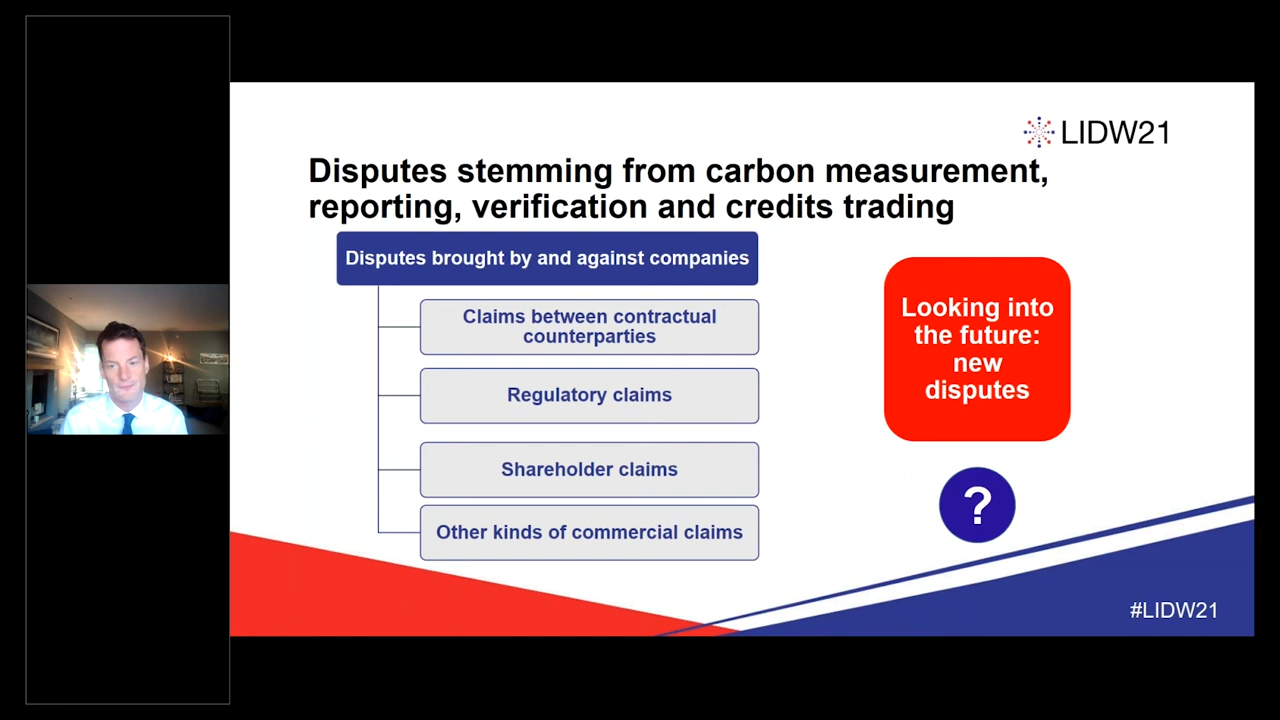 LIDW21
Disputes stemming from carbon measurement,
reporting, verification and credits trading
Disputes brought by and against companies
Claims between contractual
counterparties
Regulatory claims
Shareholder claims
Other kinds of commercial claims
Looking into
the future:
new
disputes
?
#LIDW21